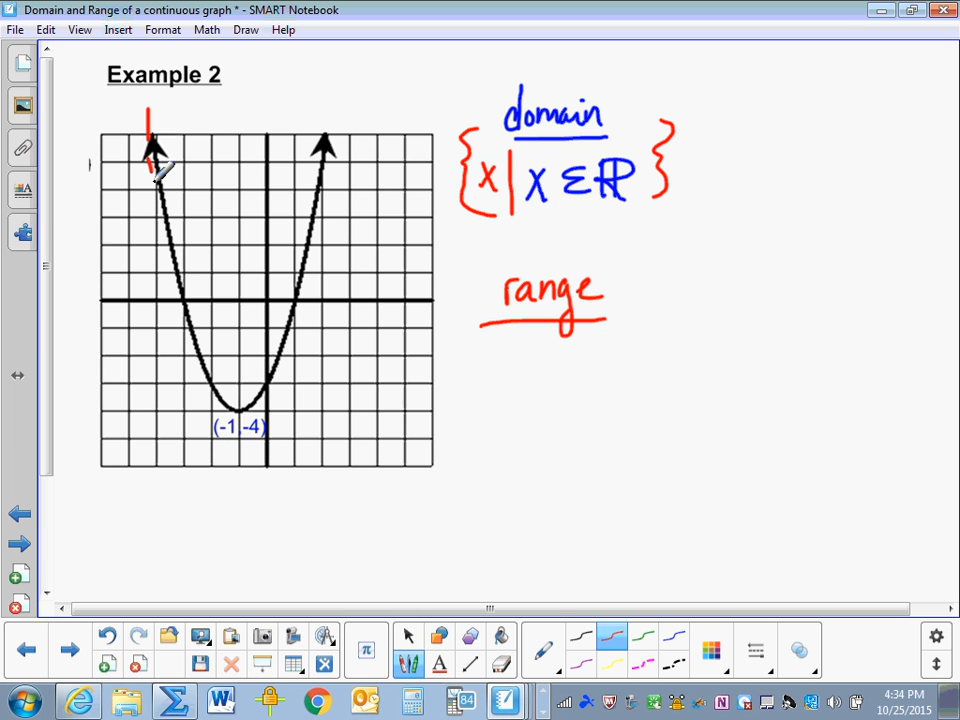 Domain and Range of a continuous graph * - SMART Notebook
File Edit View Insert Format Math Draw Help
Example 2
domain
{x | x ∈ ℝ}
range
(-1,-4)
π
84
4:34 PM
10/25/2015